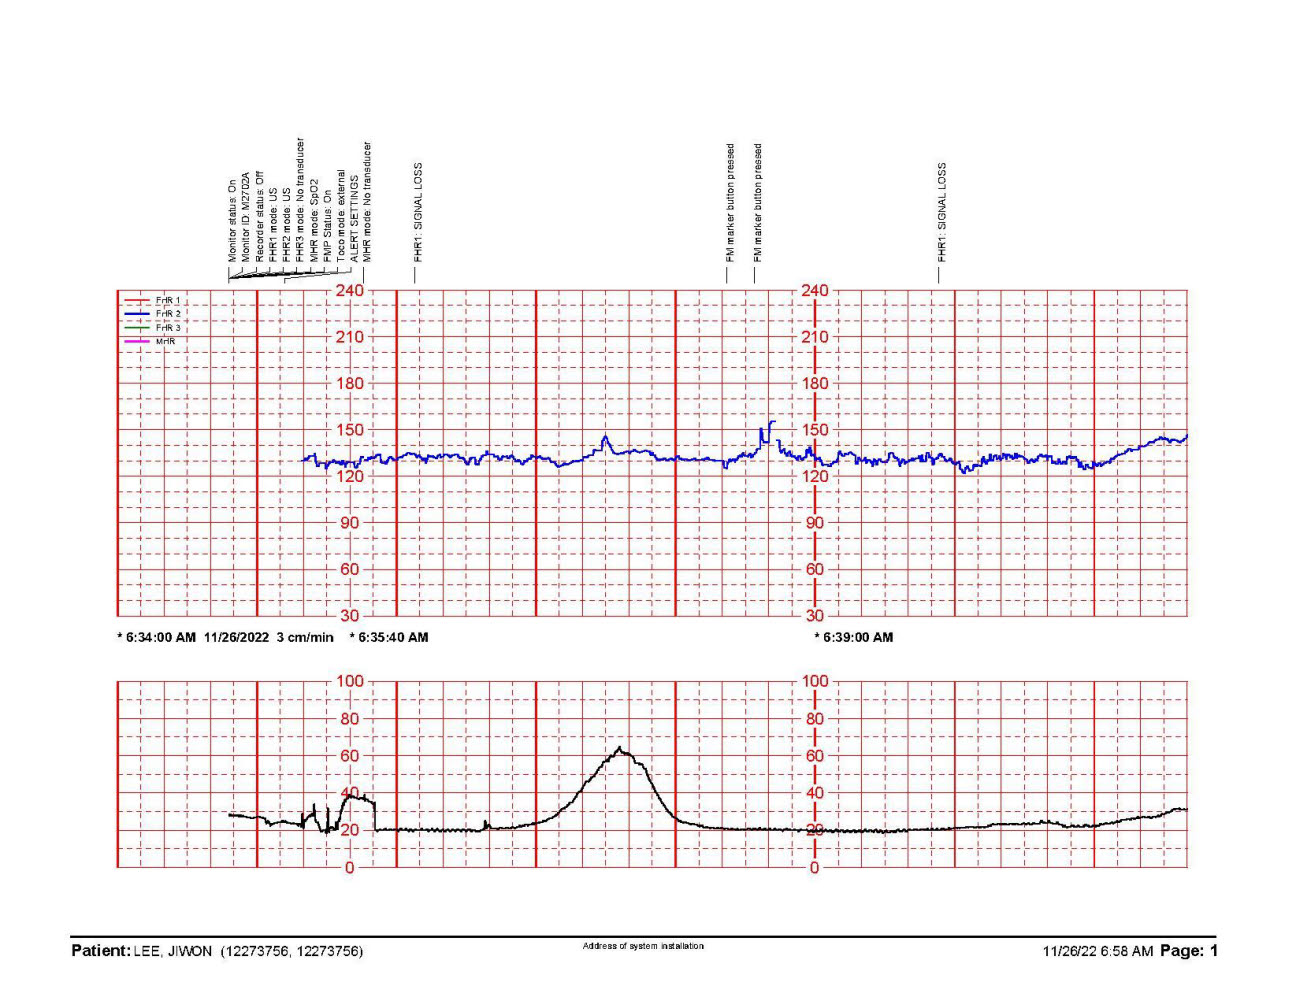 Monitor status: On
Monitor ID: M2702A
Recorder status: Off
FHR1 mode: US
FHR2 mode: US
FHR3 mode: No transducer
MHR mode: SpO2
FMP Status: On
Toco mode: external
ALERT SETTINGS
MHR mode: No transducer
FHR1: SIGNAL LOSS
FM marker button pressed
FM marker button pressed
FHR1: SIGNAL LOSS
FHR 1
FHR 2
FHR 3
MHR
240 240
210 210
180 180
150 150
120 120
90 90
60 60
30 30
* 6:34:00 AM 11/26/2022 3 cm/min * 6:35:40 AM * 6:39:00 AM
100 100
80 80
60 60
40 40
20 20
0 0
Patient: LEE, JIWON (12273756, 12273756) Address of system installation 11/26/22 6:58 AM Page: 1